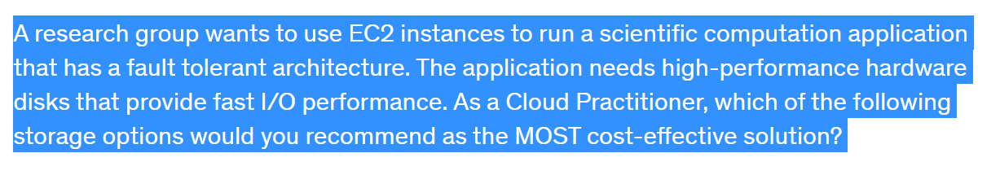 A research group wants to use EC2 instances to run a scientific computation application
that has a fault tolerant architecture. The application needs high-performance hardware
disks that provide fast I/O performance. As a Cloud Practitioner, which of the following
storage options would you recommend as the MOST cost-effective solution?